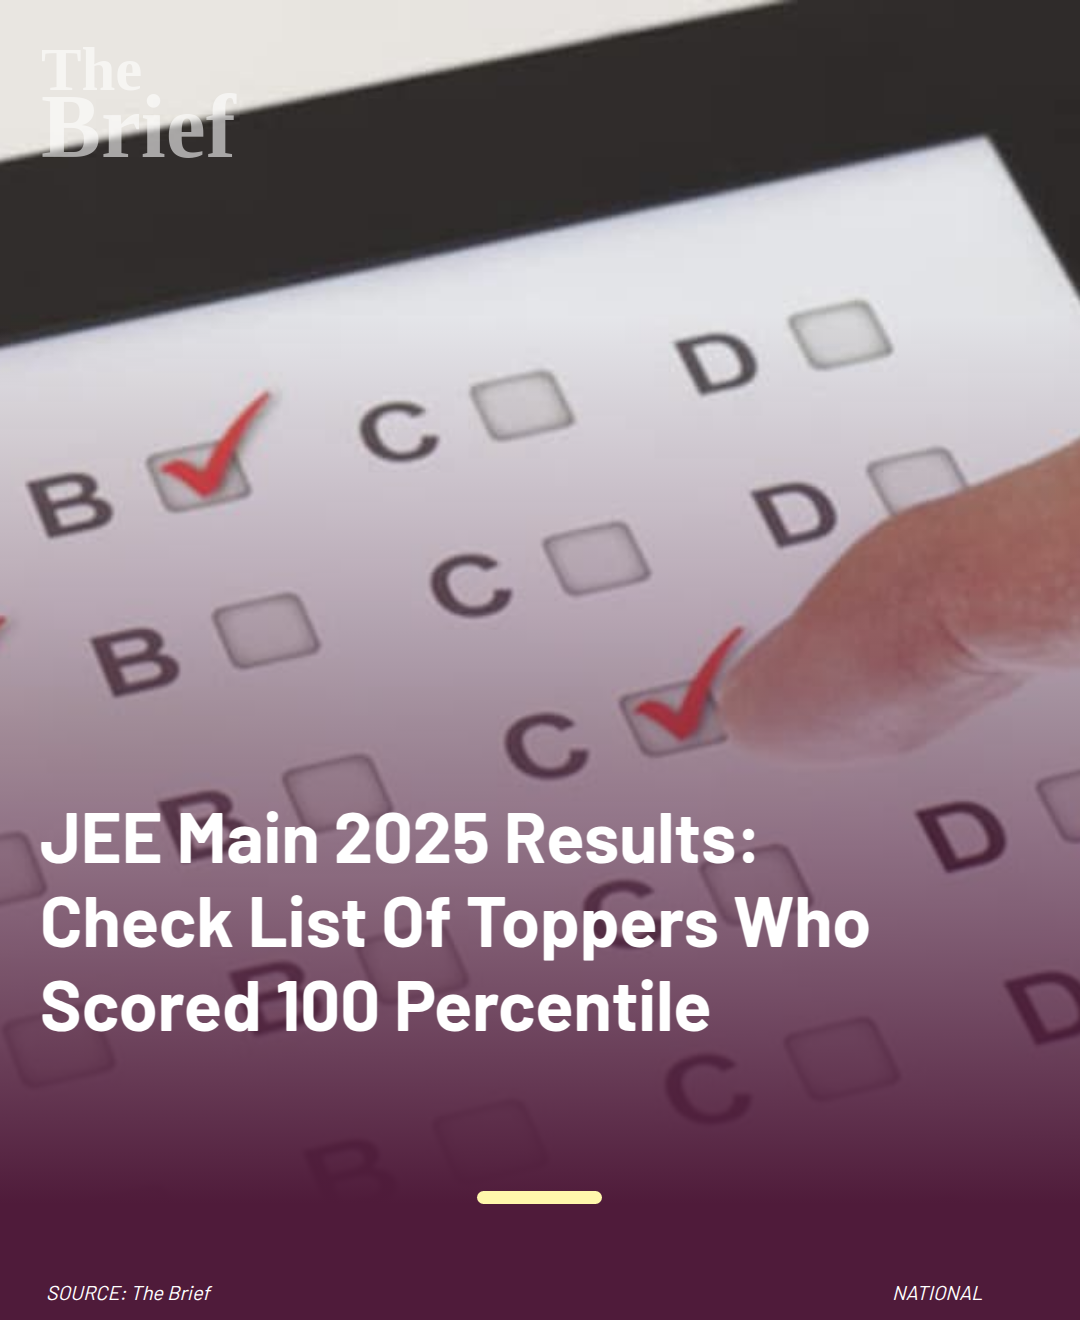 The
Brief
D
C
B
D
C
B
C
B
D
C
B
D
C
B
JEE Main 2025 Results:
Check List Of Toppers Who
Scored 100 Percentile
SOURCE: The Brief
NATIONAL